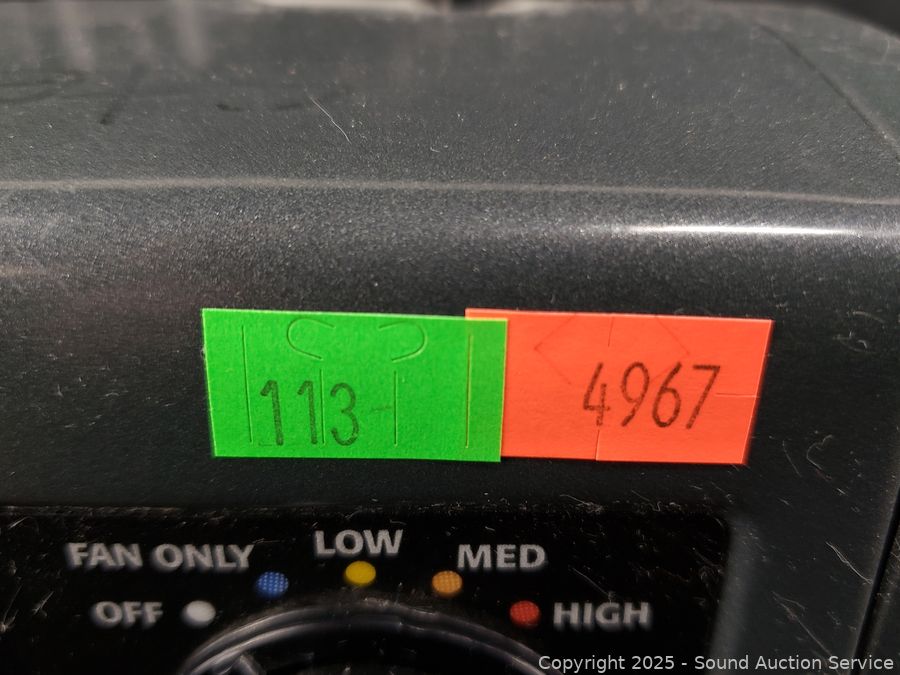 113
4967
LOW
FAN ONLY
MED
OFF
HIGH
Copyright 2025 - Sound Auction Service